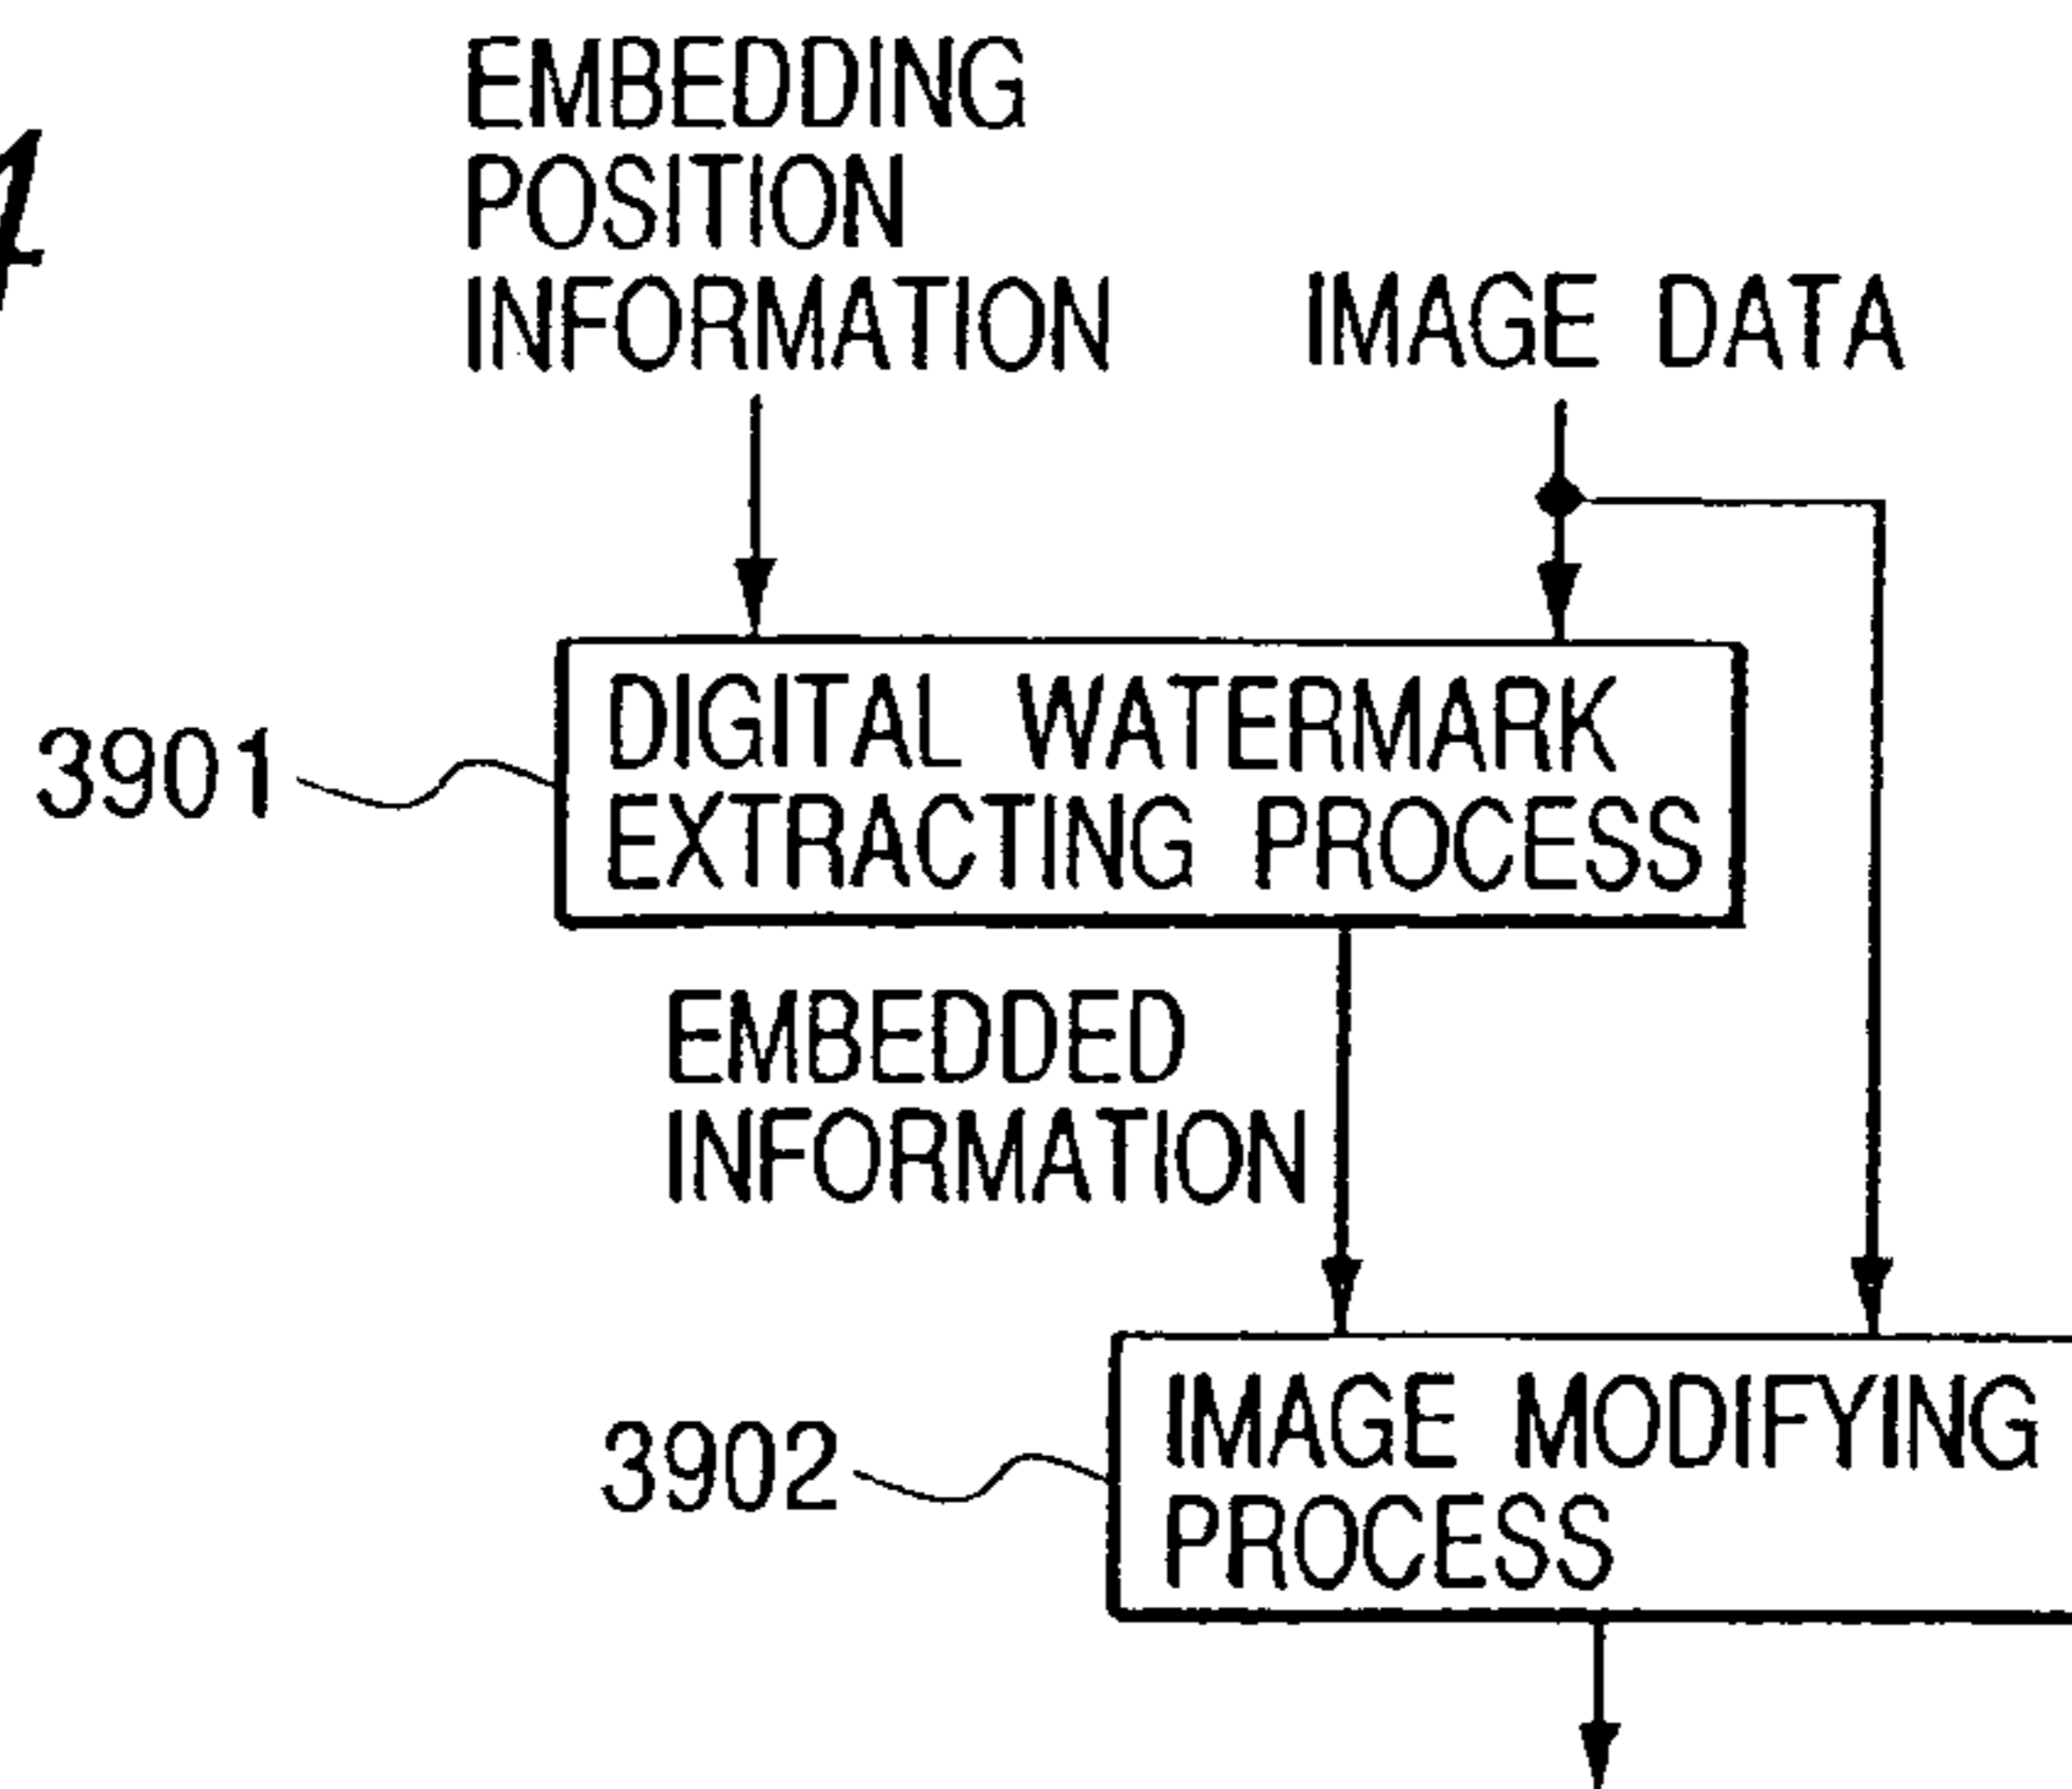 EMBEDDING
POSITION
INFORMATION
IMAGE DATA
3901
DIGITAL WATERMARK
EXTRACTING PROCESS
EMBEDDED
INFORMATION
3902
IMAGE MODIFYING
PROCESS